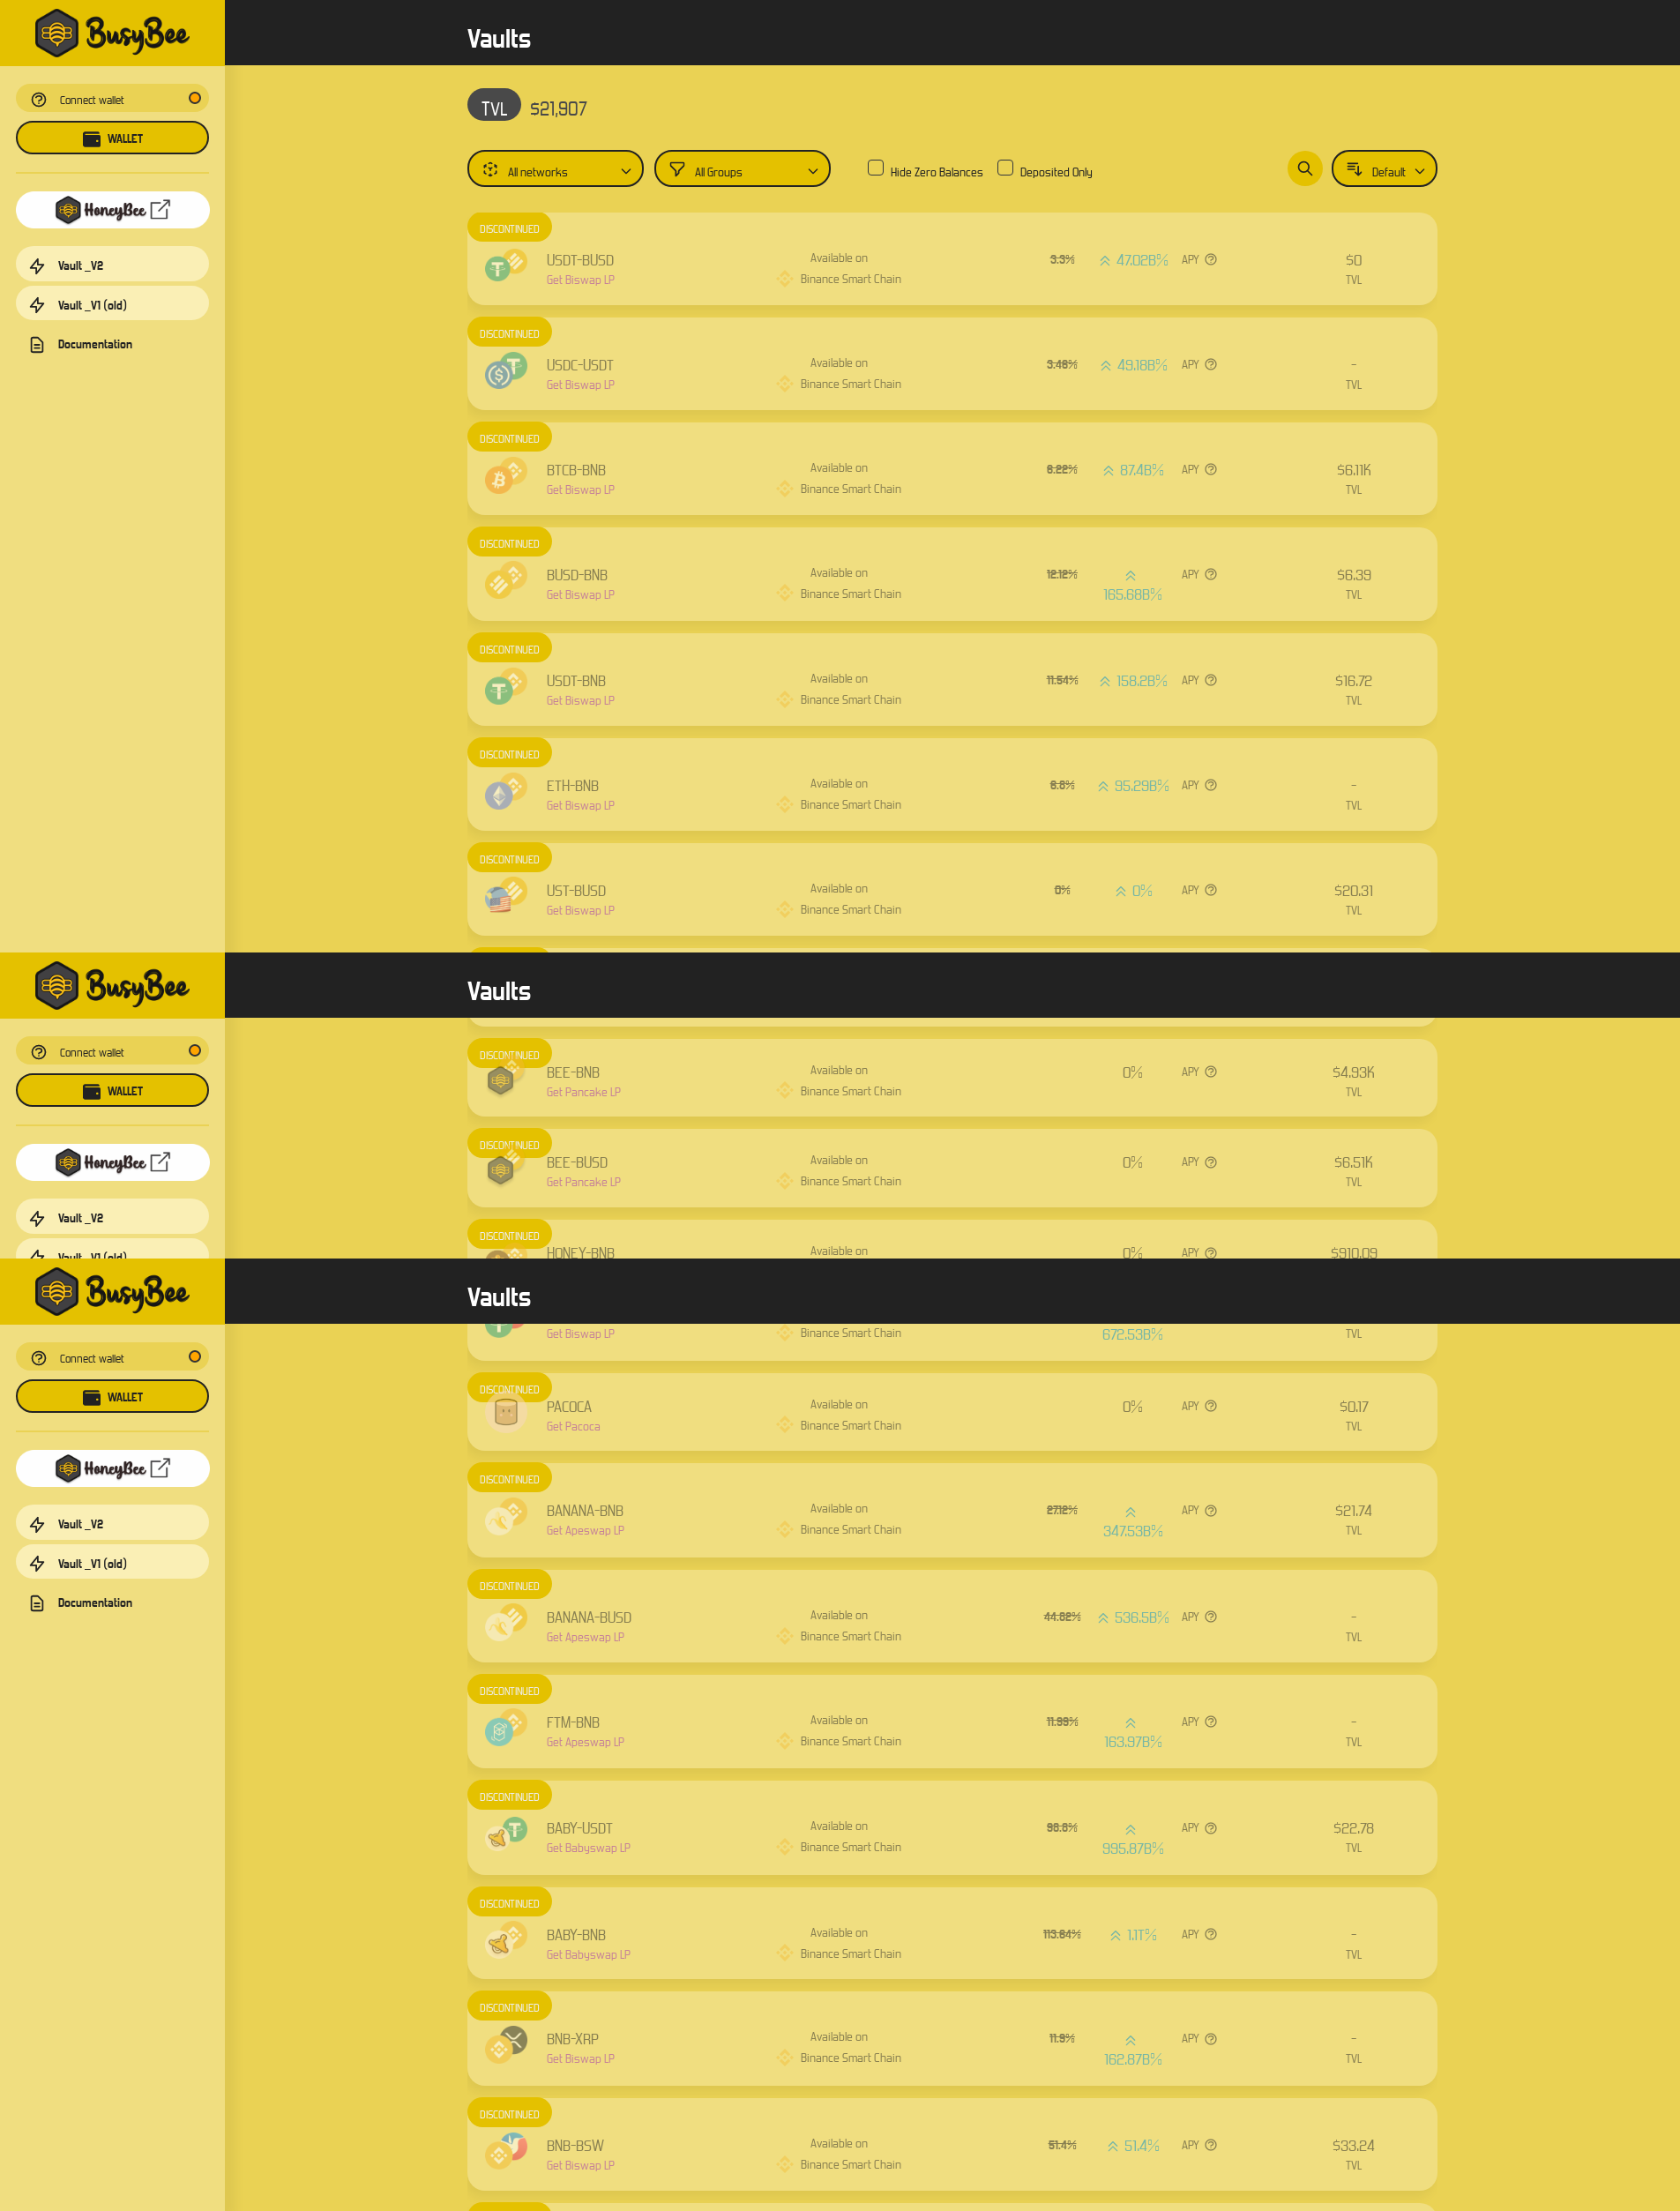 BusyBee
Vaults
Connect wallet
WALLET
HoneyBee
Vault _V2
Vault _V1 (old)
Documentation
TVL $21,907
All networks All Groups Hide Zero Balances Deposited Only Default
DISCONTINUED
USDT-BUSD Available on 3.3% 47.02B% APY $0
Get Biswap LP Binance Smart Chain TVL
DISCONTINUED
USDC-USDT Available on 3.48% 49.18B% APY -
Get Biswap LP Binance Smart Chain TVL
DISCONTINUED
BTCB-BNB Available on 6.22% 87.4B% APY $6.11K
Get Biswap LP Binance Smart Chain TVL
DISCONTINUED
BUSD-BNB Available on 12.12% APY $6.39
Get Biswap LP Binance Smart Chain 165.68B% TVL
DISCONTINUED
USDT-BNB Available on 11.54% 158.2B% APY $16.72
Get Biswap LP Binance Smart Chain TVL
DISCONTINUED
ETH-BNB Available on 6.8% 95.29B% APY -
Get Biswap LP Binance Smart Chain TVL
DISCONTINUED
UST-BUSD Available on 0% 0% APY $20.31
Get Biswap LP Binance Smart Chain TVL
BusyBee
Vaults
Connect wallet
WALLET
HoneyBee
Vault _V2
Vault _V1 (old)
DISCONTINUED
BEE-BNB Available on 0% APY $4.93K
Get Pancake LP Binance Smart Chain TVL
DISCONTINUED
BEE-BUSD Available on 0% APY $6.51K
Get Pancake LP Binance Smart Chain TVL
DISCONTINUED
HONEY-BNB Available on 0% APY $910.09
BusyBee
Vaults
Connect wallet
WALLET
HoneyBee
Vault _V2
Vault _V1 (old)
Documentation
Get Biswap LP Binance Smart Chain 672.53B% TVL
DISCONTINUED
PACOCA Available on 0% APY $0.17
Get Pacoca Binance Smart Chain TVL
DISCONTINUED
BANANA-BNB Available on 27.12% APY $21.74
Get Apeswap LP Binance Smart Chain 347.53B% TVL
DISCONTINUED
BANANA-BUSD Available on 44.62% 536.5B% APY -
Get Apeswap LP Binance Smart Chain TVL
DISCONTINUED
FTM-BNB Available on 11.99% APY -
Get Apeswap LP Binance Smart Chain 163.97B% TVL
DISCONTINUED
BABY-USDT Available on 98.8% APY $22.78
Get Babyswap LP Binance Smart Chain 995.87B% TVL
DISCONTINUED
BABY-BNB Available on 113.84% 1.1T% APY -
Get Babyswap LP Binance Smart Chain TVL
DISCONTINUED
BNB-XRP Available on 11.9% APY -
Get Biswap LP Binance Smart Chain 162.87B% TVL
DISCONTINUED
BNB-BSW Available on 51.4% 51.4% APY $33.24
Get Biswap LP Binance Smart Chain TVL